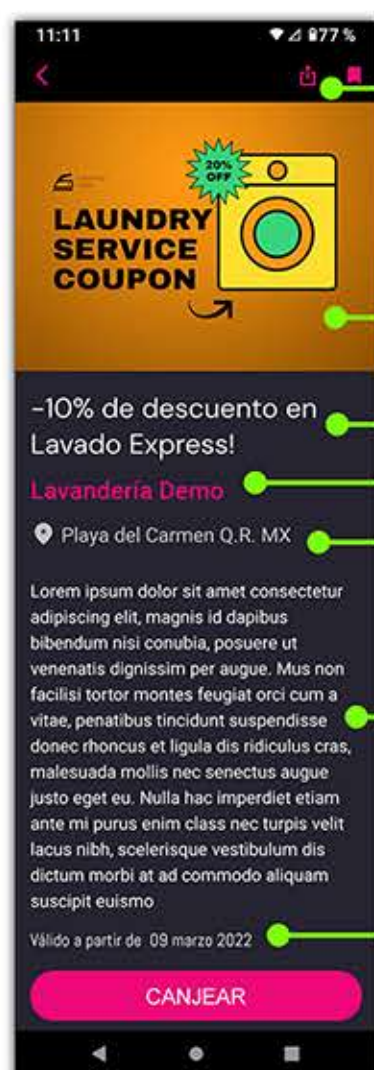 11:11
77 %
20%
OFF
LAUNDRY
SERVICE
COUPON
-10% de descuento en
Lavado Express!
Lavandería Demo
Playa del Carmen Q.R. MX
Lorem ipsum dolor sit amet consectetur
adipiscing elit, magnis id dapibus
bibendum nisi conubia, posuere ut
venenatis dignissim per augue. Mus non
facilisi tortor montes feugiat orci cum a
vitae, penatibus tincidunt suspendisse
donec rhoncus et ligula dis ridiculus cras,
malesuada mollis nec senectus augue
justo eget eu. Nulla hac imperdiet etiam
ante mi purus enim class nec turpis velit
lacus nibh, scelerisque vestibulum dis
dictum morbi at ad commodo aliquam
suscipit euismo
Válido a partir de 09 marzo 2022
CANJEAR